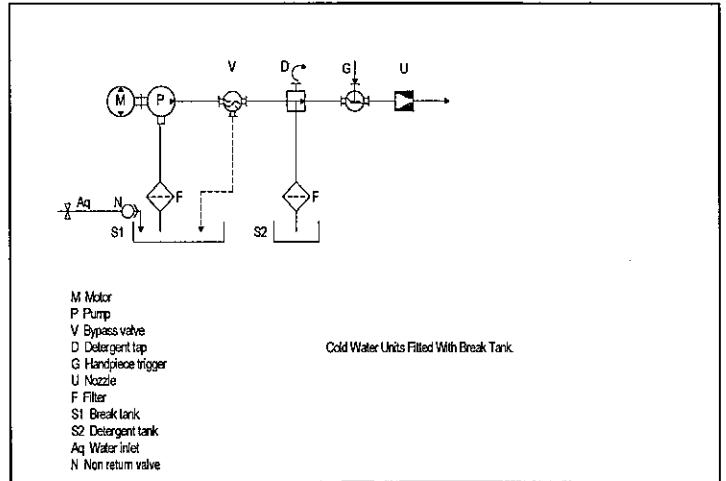 V D G U
M P
F F
Aq N
S1 S2
M Motor
P Pump
V Bypass valve
D Detergent tap
G Handpiece trigger
U Nozzle
F Filter
S1 Break tank
S2 Detergent tank
Aq Water inlet
N Non return valve
Cold Water Units Fitted With Break Tank.